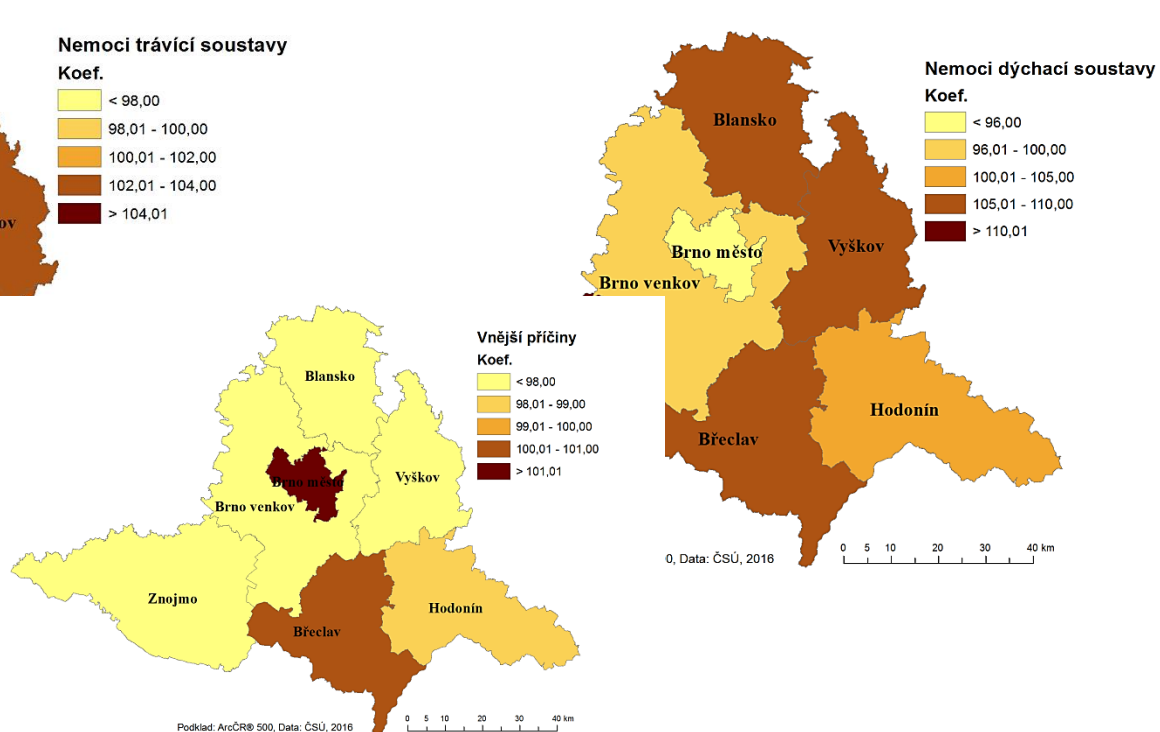 Nemoci trávící soustavy
Koef.
< 98,00
98,01 - 100,00
100,01 - 102,00
102,01 - 104,00
> 104,01
ov
Nemoci dýchací soustavy
Koef.
< 96,00
96,01 - 100,00
100,01 - 105,00
105,01 - 110,00
> 110,01
Blansko
Vyškov
Brno město
Brno venkov
Hodonín
Břeclav
0, Data: ČSÚ, 2016
0 5 10 20 30 40 km
Vnější příčiny
Koef.
< 98,00
98,01 - 99,00
99,01 - 100,00
100,01 - 101,00
> 101,01
Blansko
Vyškov
Brno město
Brno venkov
Znojmo
Hodonín
Břeclav
Podklad: ArcČR® 500, Data: ČSÚ, 2016
0 5 10 20 30 40 km